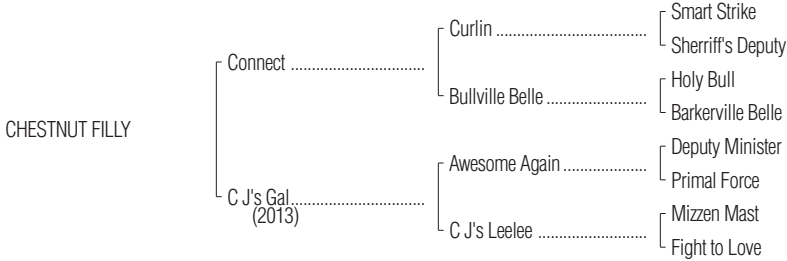 Smart Strike
Curlin ....................................
Sherriff's Deputy
Connect ................................
Holy Bull
Bullville Belle ........................
Barkerville Belle
CHESTNUT FILLY
Deputy Minister
Awesome Again ....................
Primal Force
C J's Gal ................................
(2013)
Mizzen Mast
C J's Leelee ..........................
Fight to Love